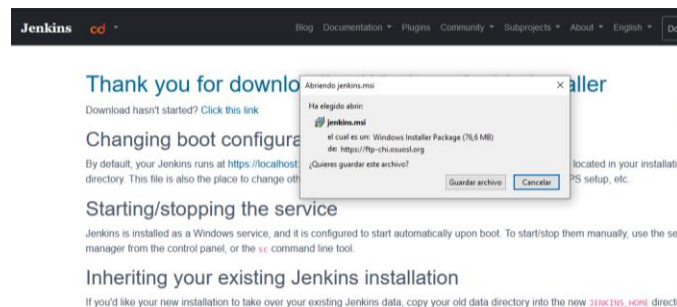 Jenkins cd Blog Documentation Plugins Community Subprojects About English
Thank you for downlo
aller
Abriendo jenkins.msi
Ha elegido abrir:
jenkins.msi
el cual es un: Windows Installer Package (76,6 MB)
de: https://ftp-chi.osuosl.org
¿Quieres guardar este archivo?
Guardar archivo Cancelar
Download hasn't started? Click this link
Changing boot configura
By default, your Jenkins runs at https://localhost: located in your installati
directory. This file is also the place to change oth PS setup, etc.
Starting/stopping the service
Jenkins is installed as a Windows service, and it is configured to start automatically upon boot. To start/stop them manually, use the se
manager from the control panel, or the sc command line tool.
Inheriting your existing Jenkins installation
If you'd like your new installation to take over your existing Jenkins data, copy your old data directory into the new JENKINS_HOME direct